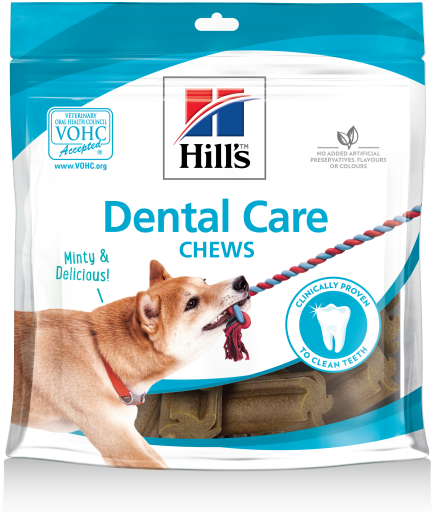 VETERINARY
ORAL HEALTH COUNCIL
VOHC
Accepted
®
www.VOHC.org
Hill's™
NO ADDED ARTIFICIAL
PRESERVATIVES, FLAVOURS
OR COLOURS
Dental Care
CHEWS
Minty &
Delicious!
CLINICALLY PROVEN
TO CLEAN TEETH